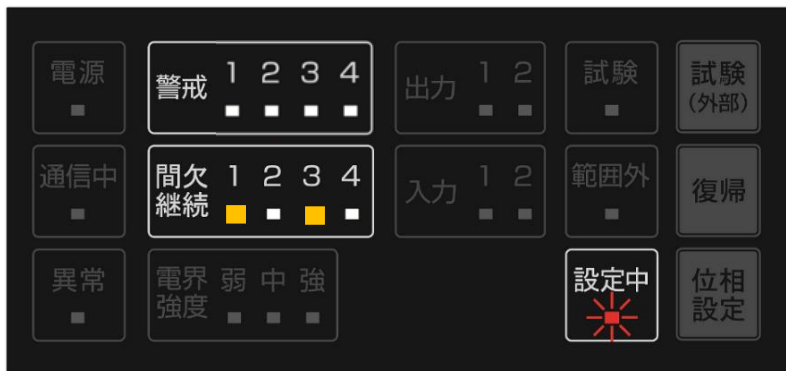 電源
警戒 1 2 3 4
出力 1 2
試験
試験
(外部)
通信中
間欠
継続 1 2 3 4
入力 1 2
範囲外
復帰
異常
電界
強度 弱 中 強
設定中
位相
設定